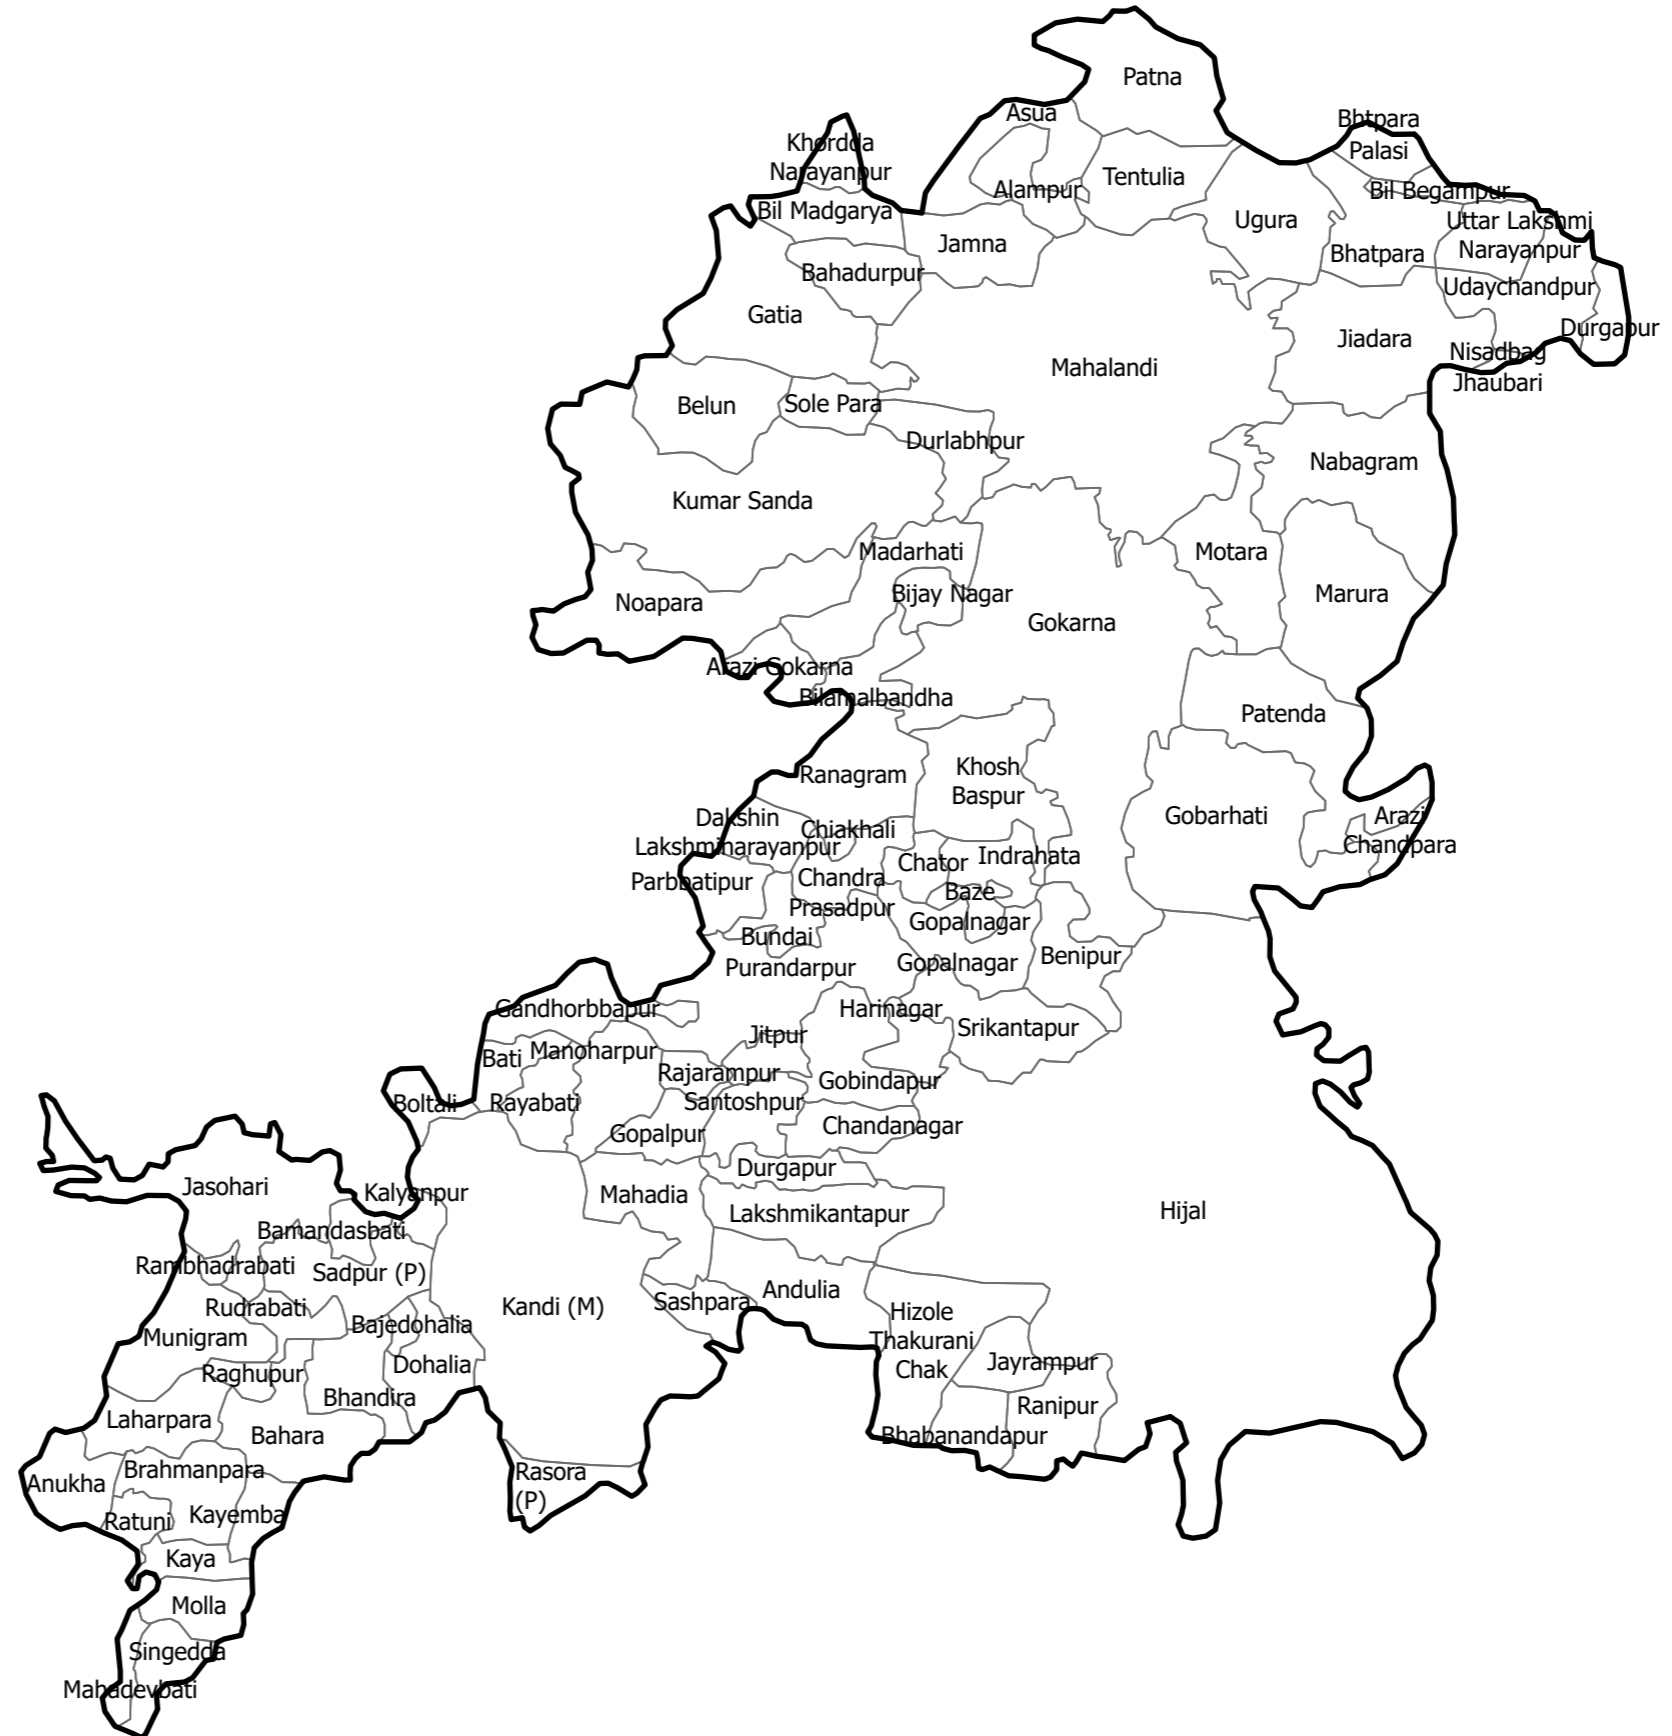 Patna
Asua
Bhtpara
Khordda
Narayanpur
Palasi
Tentulia
Alampur
Bil Begampur
Bil Madgarya
Ugura
Uttar Lakshmi
Narayanpur
Jamna
Bhatpara
Bahadurpur
Udaychandpur
Gatia
Durgapur
Jiadara
Nisadbag
Mahalandi
Jhaubari
Belun
Sole Para
Durlabhpur
Nabagram
Kumar Sanda
Madarhati
Motara
Bijay Nagar
Marura
Noapara
Gokarna
Arazi Gokarna
Bilamalbandha
Patenda
Ranagram
Khosh
Baspur
Gobarhati
Arazi
Chandpara
Dakshin
Lakshminarayanpur
Chiakhali
Indrahata
Chator
Parbbatipur
Chandra
Prasadpur
Baze
Gopalnagar
Bundai
Benipur
Gopalnagar
Purandarpur
Gandhorbbapur
Harinagar
Srikantapur
Jitpur
Manoharpur
Bati
Rajarampur
Gobindapur
Boltali
Rayabati
Santoshpur
Chandanagar
Gopalpur
Durgapur
Jasohari
Kalyanpur
Mahadia
Lakshmikantapur
Hijal
Bamandasbati
Rambhadrabati
Sadpur (P)
Andulia
Sashpara
Rudrabati
Kandi (M)
Hizole
Thakurani
Chak
Bajedohalia
Munigram
Dohalia
Jayrampur
Raghupur
Bhandira
Ranipur
Laharpara
Bahara
Bhabanandapur
Brahmanpara
Rasora
(P)
Anukha
Kayemba
Ratuni
Kaya
Molla
Singedda
Mahadevbati